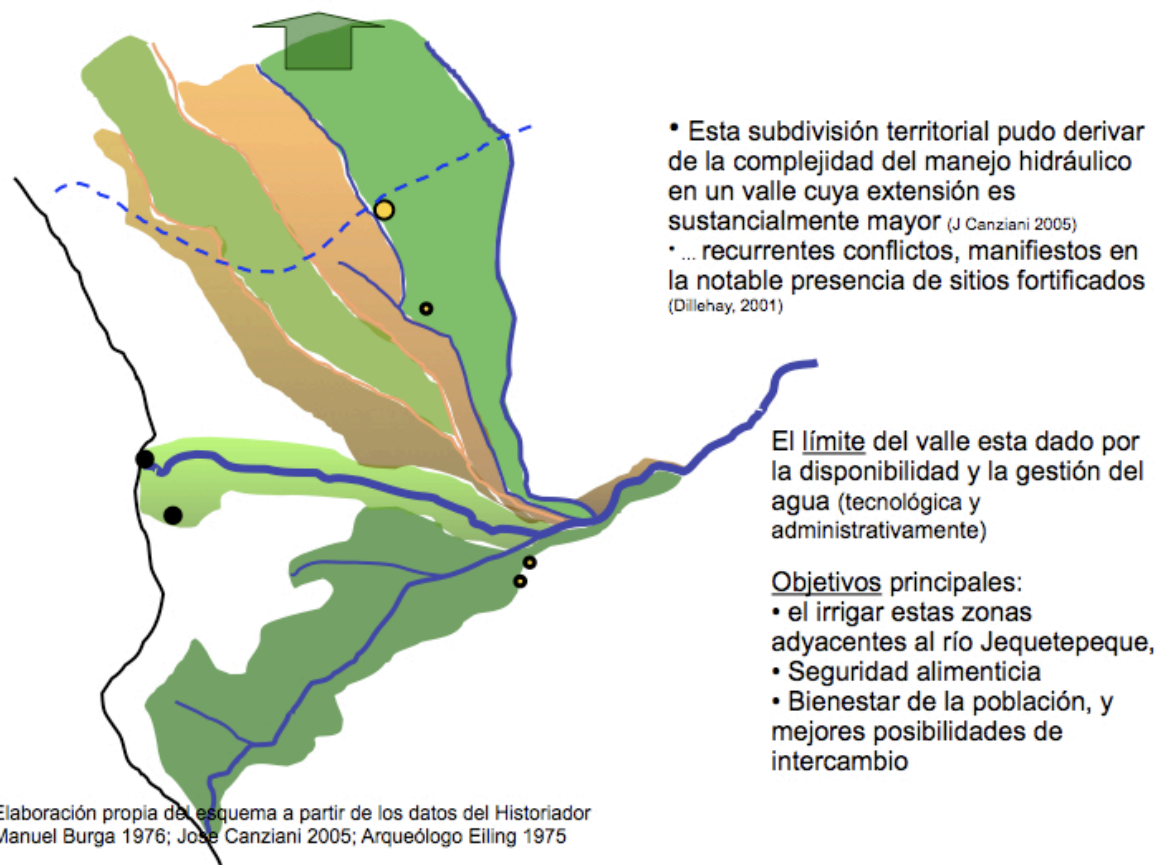 • Esta subdivisión territorial pudo derivar
de la complejidad del manejo hidráulico
en un valle cuya extensión es
sustancialmente mayor (J Canziani 2005)
• ... recurrentes conflictos, manifiestos en
la notable presencia de sitios fortificados
(Dillehay, 2001)
El límite del valle esta dado por
la disponibilidad y la gestión del
agua (tecnológica y
administrativamente)
Objetivos principales:
• el irrigar estas zonas
adyacentes al río Jequetepeque,
• Seguridad alimenticia
• Bienestar de la población, y
mejores posibilidades de
intercambio
Elaboración propia del esquema a partir de los datos del Historiador
Manuel Burga 1976; José Canziani 2005; Arqueólogo Eiling 1975